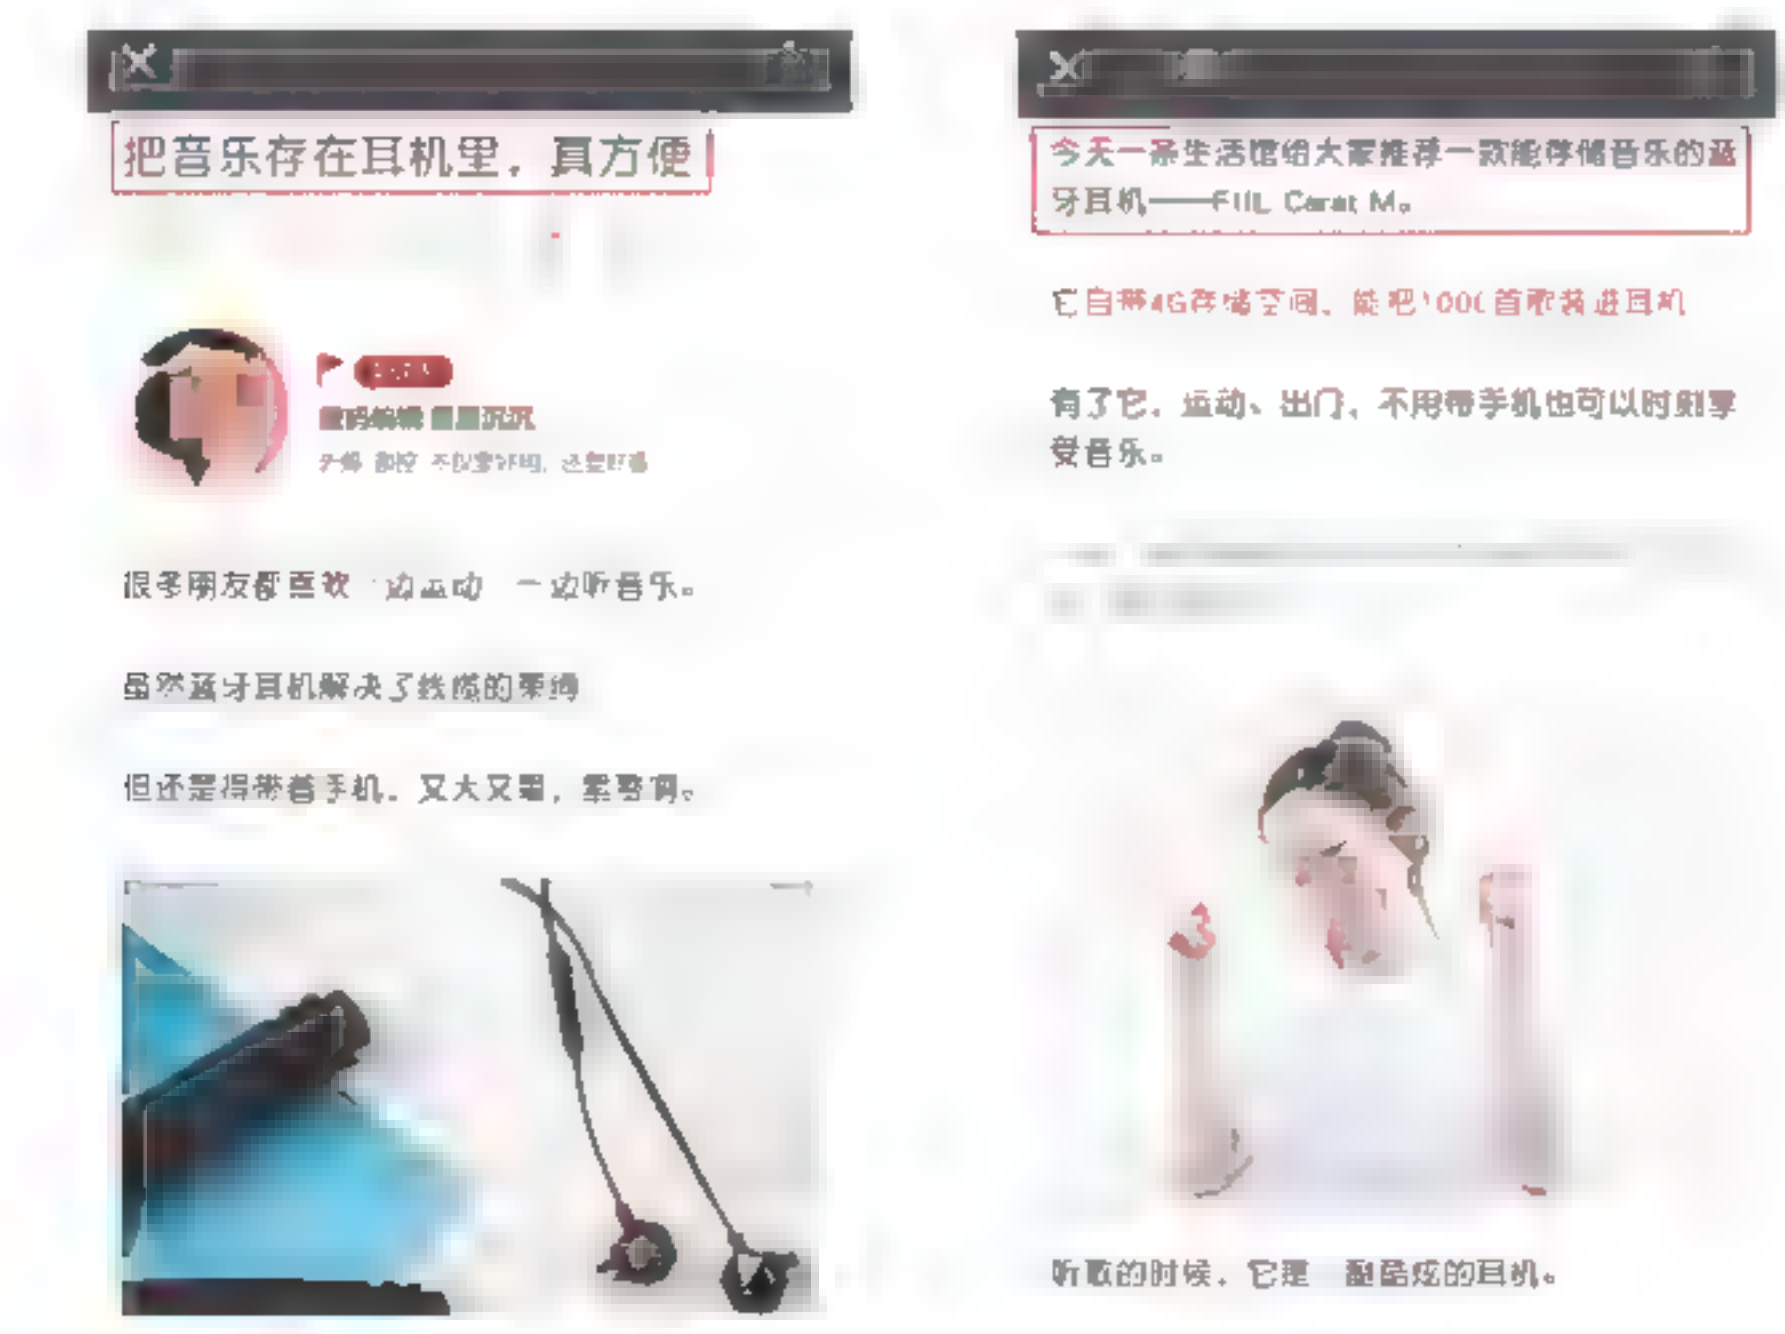 把音乐存在耳机里，真方便
很多朋友都喜欢一边运动 一边听音乐。
虽然蓝牙耳机解决了线缆的束缚
但还是得带着手机，又大又重，累赘啊。
今天一条生活馆给大家推荐一款能存储音乐的蓝
牙耳机——FIIL Carat M。
它自带4G存储空间，能把1000首歌装进耳机
有了它，运动、出门，不用带手机也可以时刻享
受音乐。
听歌的时候，它是一副酷炫的耳机。